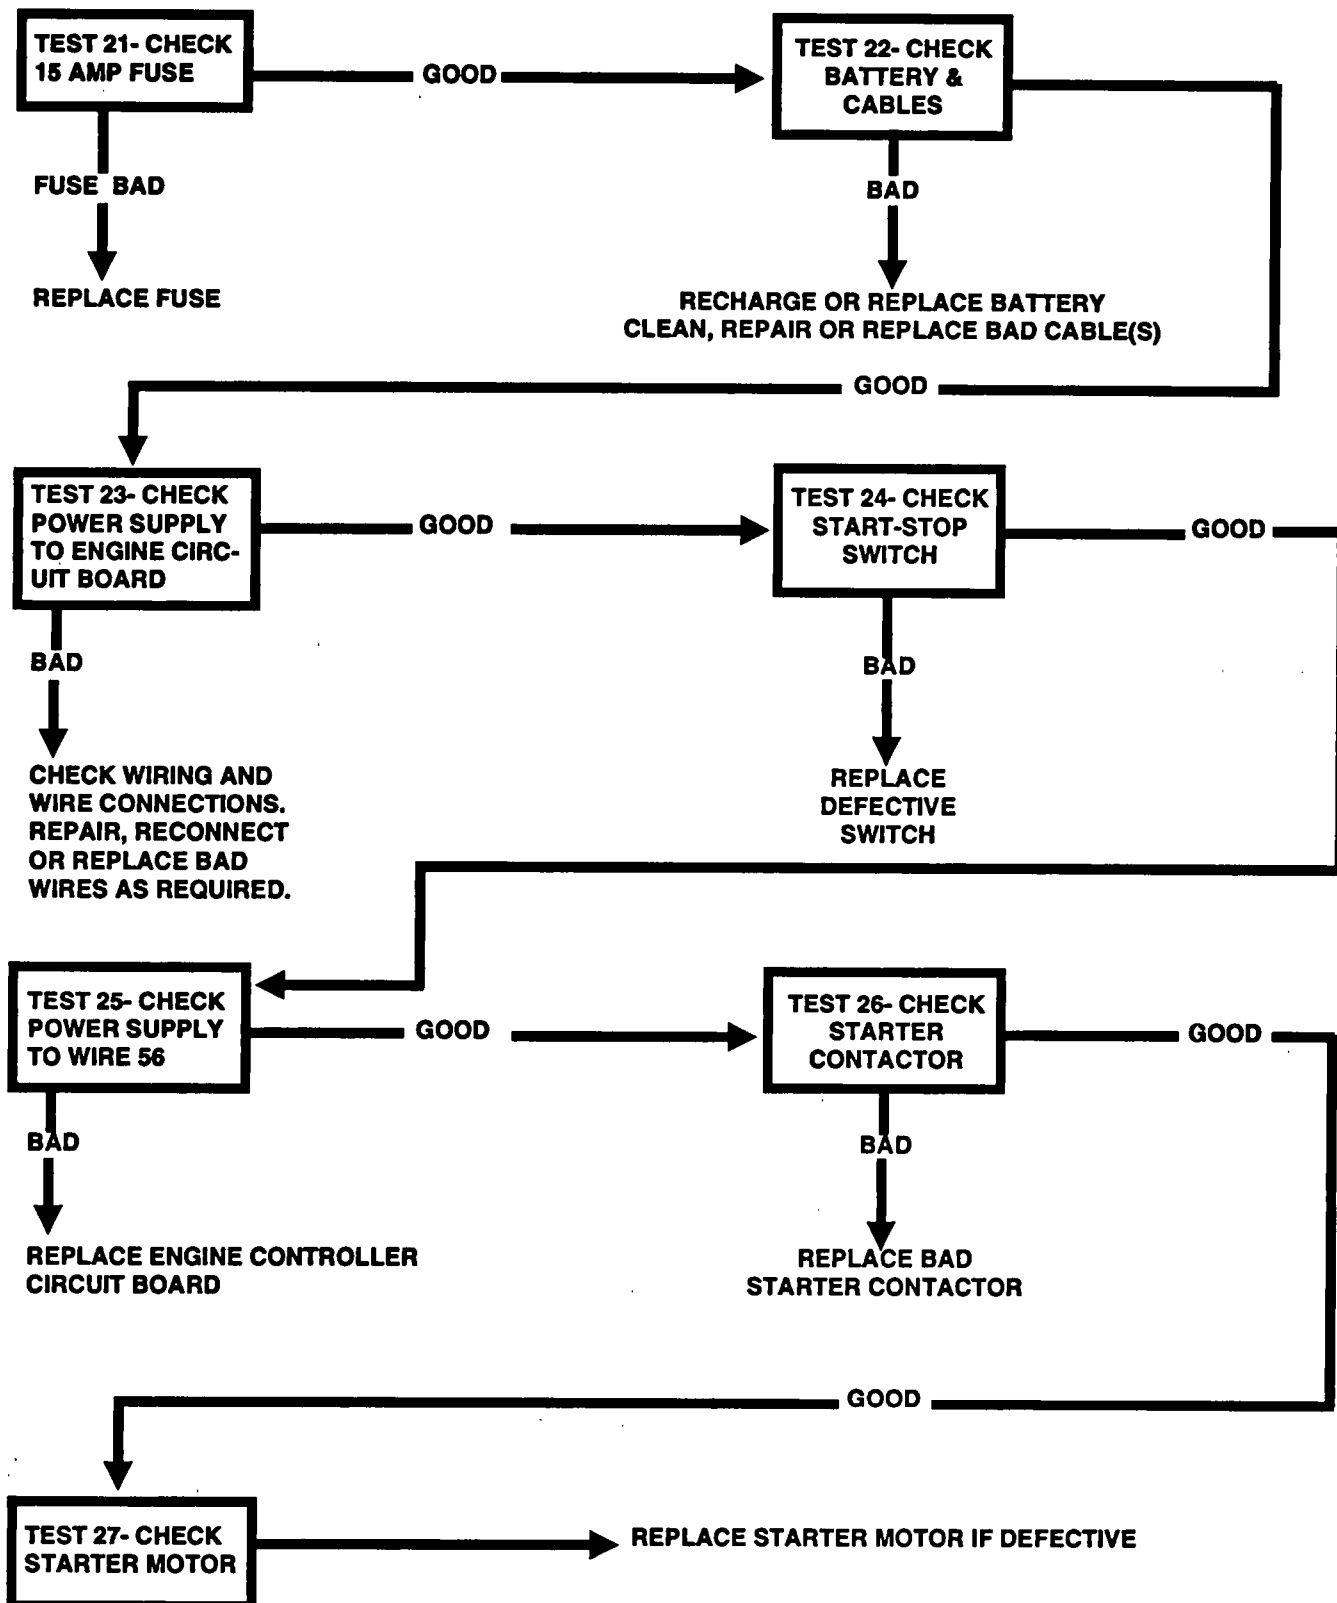 TEST 21- CHECK
15 AMP FUSE
GOOD
TEST 22- CHECK
BATTERY &
CABLES
FUSE BAD
REPLACE FUSE
BAD
RECHARGE OR REPLACE BATTERY
CLEAN, REPAIR OR REPLACE BAD CABLE(S)
GOOD
TEST 23- CHECK
POWER SUPPLY
TO ENGINE CIRC-
UIT BOARD
GOOD
TEST 24- CHECK
START-STOP
SWITCH
GOOD
BAD
CHECK WIRING AND
WIRE CONNECTIONS.
REPAIR, RECONNECT
OR REPLACE BAD
WIRES AS REQUIRED.
BAD
REPLACE
DEFECTIVE
SWITCH
TEST 25- CHECK
POWER SUPPLY
TO WIRE 56
GOOD
TEST 26- CHECK
STARTER
CONTACTOR
GOOD
BAD
REPLACE ENGINE CONTROLLER
CIRCUIT BOARD
BAD
REPLACE BAD
STARTER CONTACTOR
GOOD
TEST 27- CHECK
STARTER MOTOR
REPLACE STARTER MOTOR IF DEFECTIVE